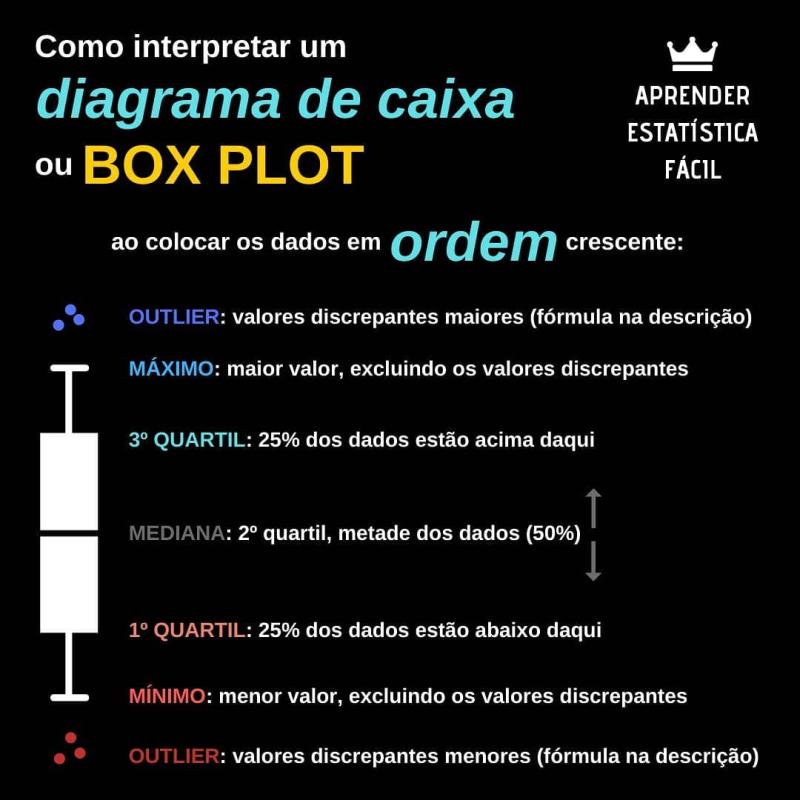 Como interpretar um
diagrama de caixa
ou BOX PLOT
APRENDER
ESTATÍSTICA
FÁCIL
ao colocar os dados em ordem crescente:
OUTLIER: valores discrepantes maiores (fórmula na descrição)
MÁXIMO: maior valor, excluindo os valores discrepantes
3º QUARTIL: 25% dos dados estão acima daqui
MEDIANA: 2º quartil, metade dos dados (50%)
1º QUARTIL: 25% dos dados estão abaixo daqui
MÍNIMO: menor valor, excluindo os valores discrepantes
OUTLIER: valores discrepantes menores (fórmula na descrição)